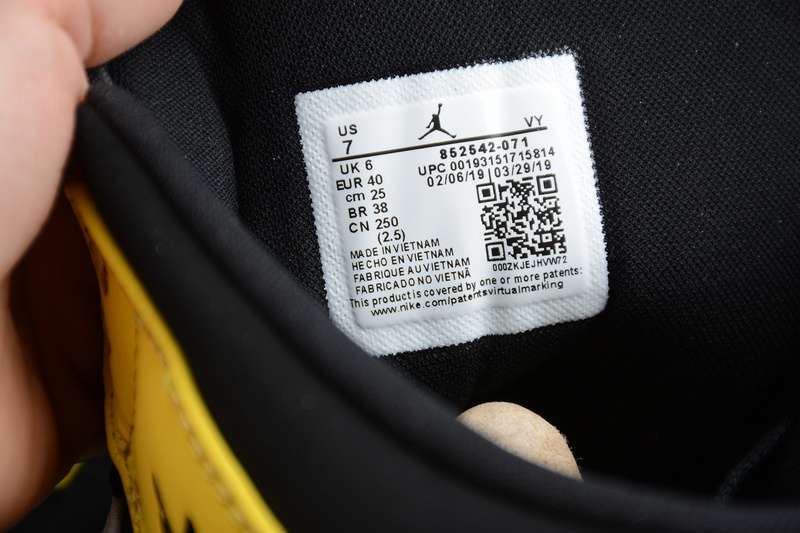 US VY
7
852542-071
UK 6
UPC 00193151715814
EUR 40
02/06/19 03/29/19
cm 25
BR 38
CN 250
(2.5)
MADE IN VIETNAM
HECHO EN VIETNAM
FABRIQUE AU VIETNAM
FABRICADO NO VIETNÃ
000ZKJEJHVW72
This product is covered by one or more patents:
www.nike.com/patentsvirtualmarking